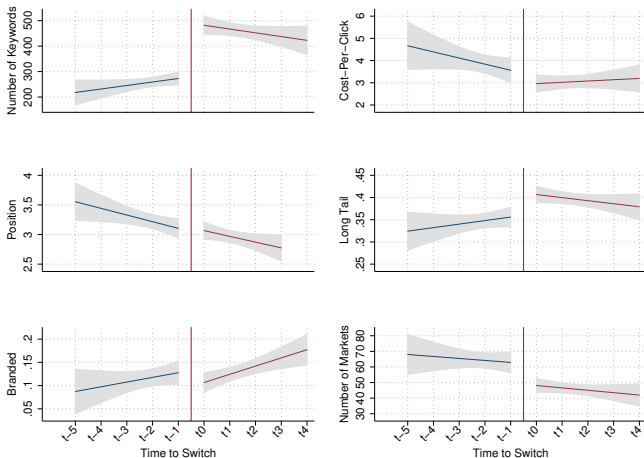 Number of Keywords
500
400
300
200
Cost-Per-Click
6
5
4
3
2
Position
4
3.5
3
2.5
Long Tail
.45
.4
.35
.3
.25
Branded
.2
.15
.1
.05
t-5 t-4 t-3 t-2 t-1 t0 t1 t2 t3 t4
Time to Switch
Number of Markets
80
70
60
50
40
30
t-5 t-4 t-3 t-2 t-1 t0 t1 t2 t3 t4
Time to Switch